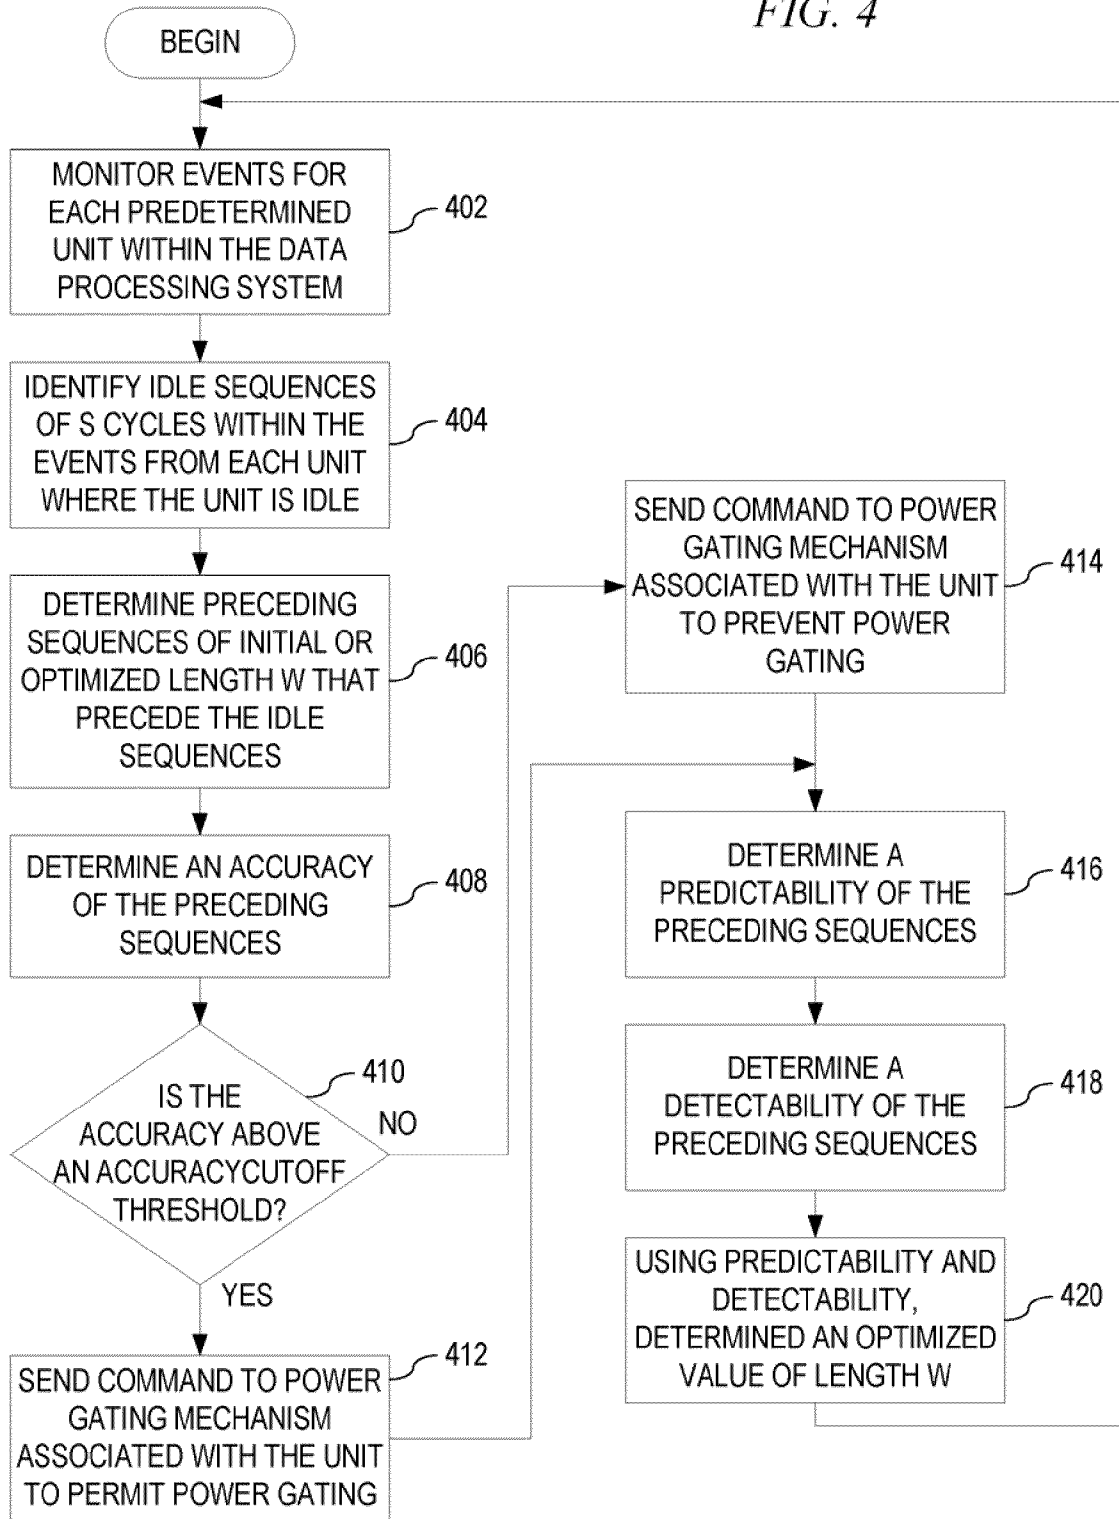 FIG. 4
BEGIN
MONITOR EVENTS FOR
EACH PREDETERMINED
UNIT WITHIN THE DATA
PROCESSING SYSTEM
402
IDENTIFY IDLE SEQUENCES
OF S CYCLES WITHIN THE
EVENTS FROM EACH UNIT
WHERE THE UNIT IS IDLE
404
DETERMINE PRECEDING
SEQUENCES OF INITIAL OR
OPTIMIZED LENGTH W THAT
PRECEDE THE IDLE
SEQUENCES
406
DETERMINE AN ACCURACY
OF THE PRECEDING
SEQUENCES
408
IS THE
ACCURACY ABOVE
AN ACCURACYCUTOFF
THRESHOLD?
410
NO
YES
SEND COMMAND TO POWER
GATING MECHANISM
ASSOCIATED WITH THE UNIT
TO PERMIT POWER GATING
412
SEND COMMAND TO POWER
GATING MECHANISM
ASSOCIATED WITH THE UNIT
TO PREVENT POWER
GATING
414
DETERMINE A
PREDICTABILITY OF THE
PRECEDING SEQUENCES
416
DETERMINE A
DETECTABILITY OF THE
PRECEDING SEQUENCES
418
USING PREDICTABILITY AND
DETECTABILITY,
DETERMINED AN OPTIMIZED
VALUE OF LENGTH W
420